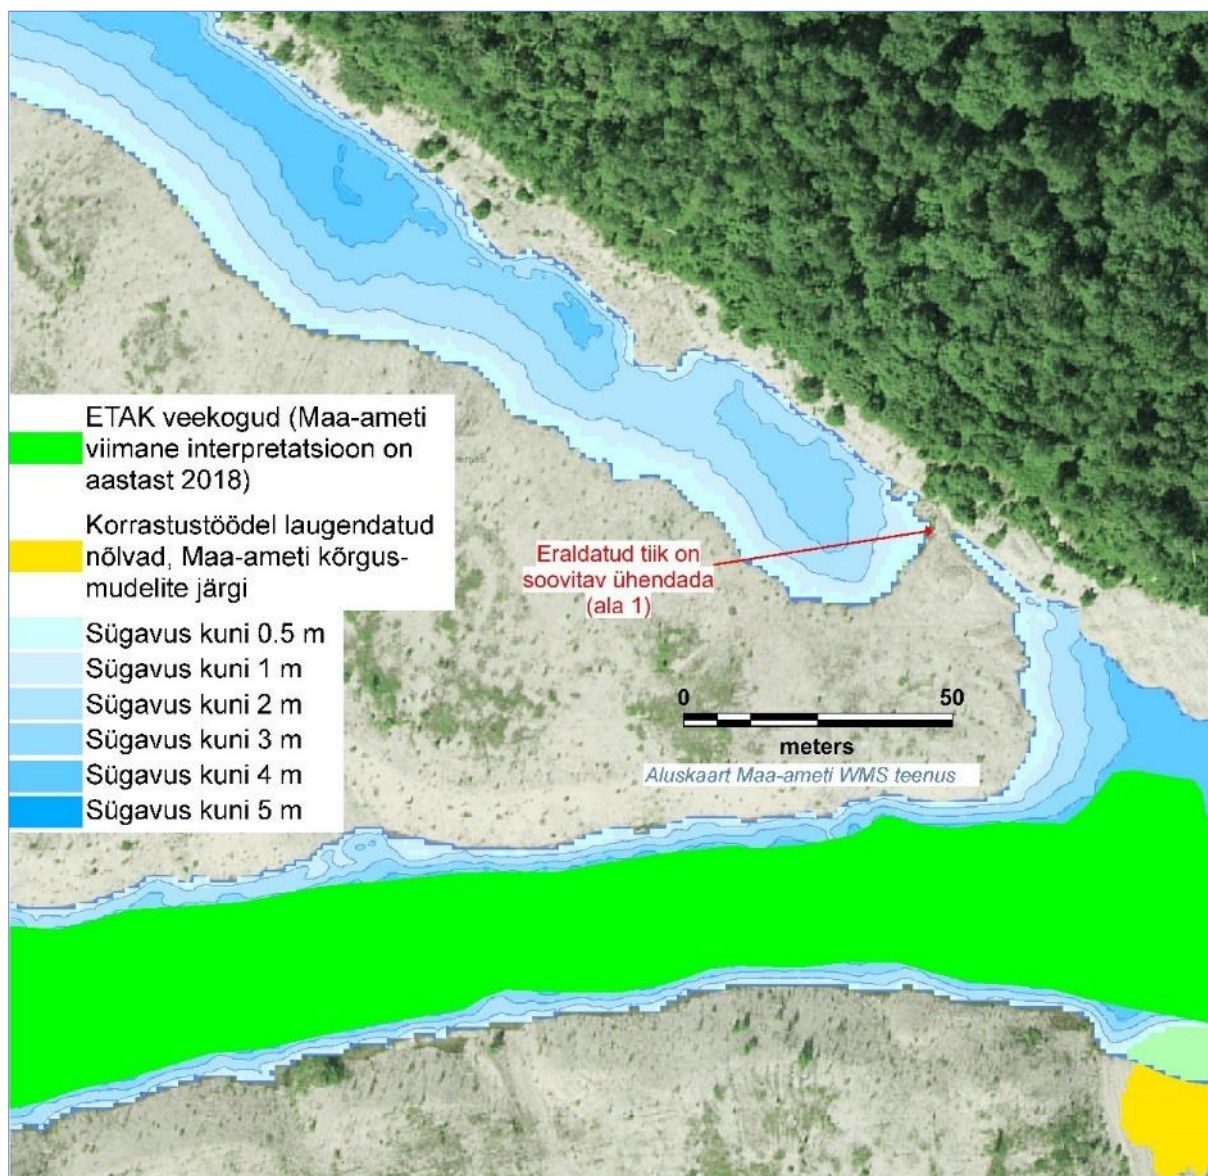 ETAK veekogud (Maa-ameti
viimane interpretatsioon on
aastast 2018)
Korrastustöödel laugendatud
nõlvad, Maa-ameti kõrgus-
mudelite järgi
Sügavus kuni 0.5 m
Sügavus kuni 1 m
Sügavus kuni 2 m
Sügavus kuni 3 m
Sügavus kuni 4 m
Sügavus kuni 5 m
Eraldatud tiik on
soovitav ühendada
(ala 1)
0 50
meters
Aluskaart Maa-ameti WMS teenus